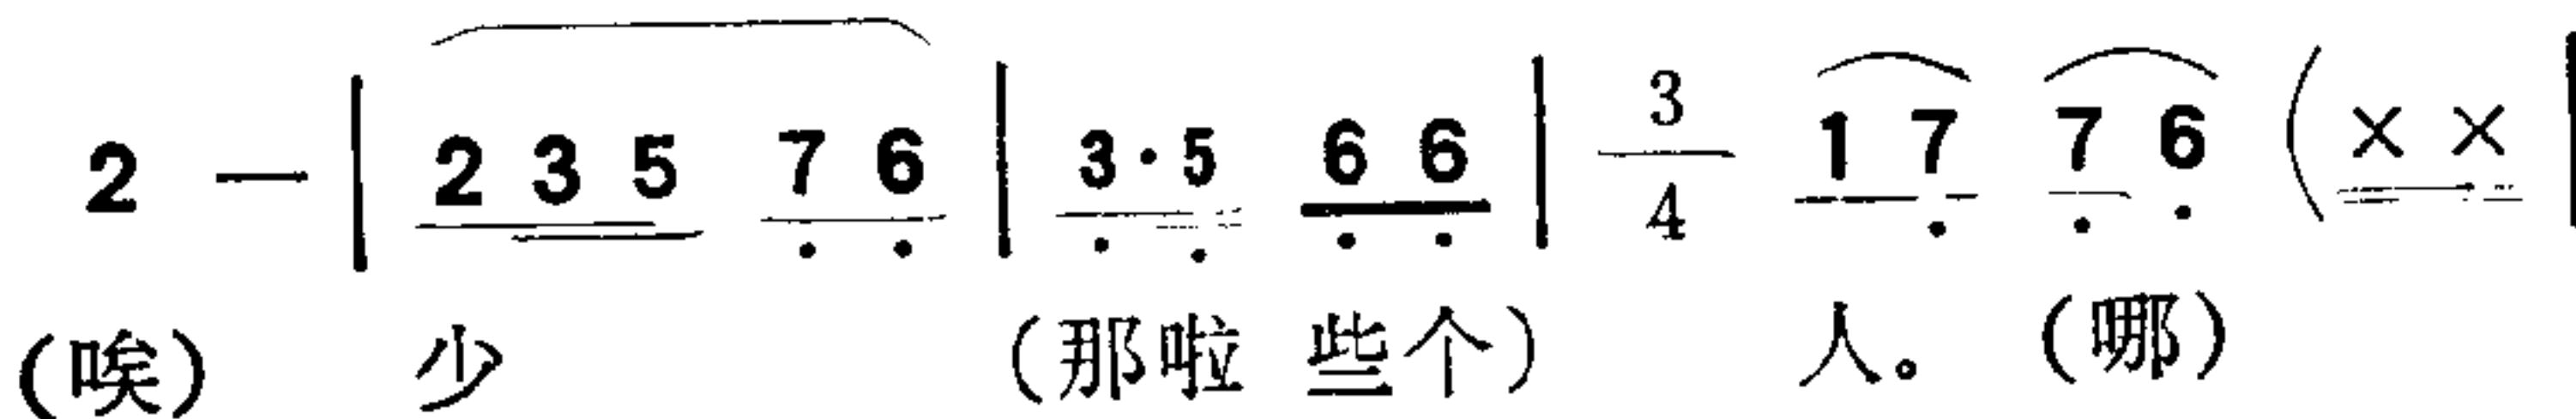 2 — | 2 3 5 7 6 | 3·5 6 6 | 3/4 1 7 7 6 (× × |
(唉) 少 (那啦 些个) 人。(哪)